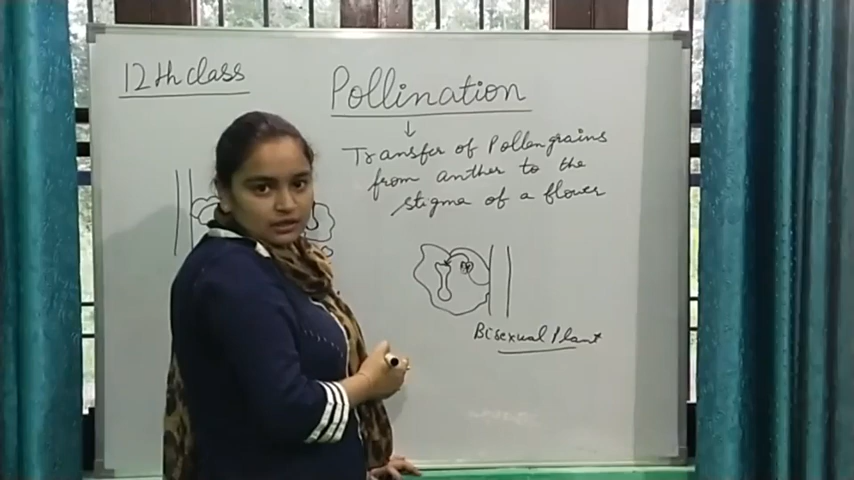 12th class
Pollination
Transfer of Pollengrains
from anther to the
stigma of a flower
Bisexual Plant